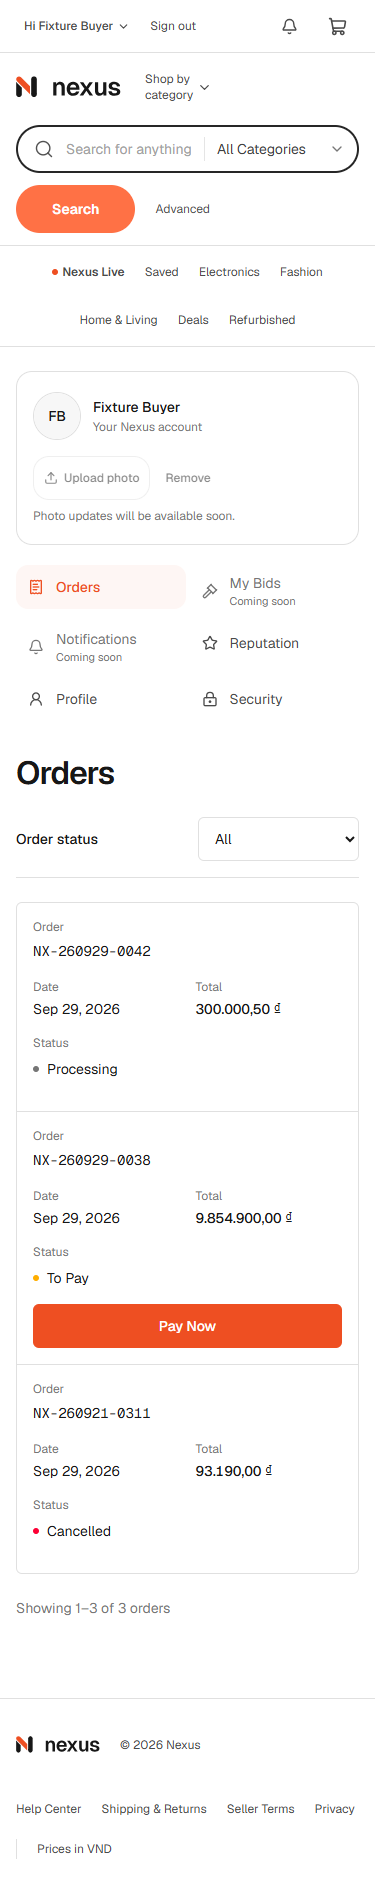 Hi Fixture Buyer
Sign out
nexus
Shop by
category
Search for anything
All Categories
Search
Advanced
Nexus Live
Saved
Electronics
Fashion
Home & Living
Deals
Refurbished
FB
Fixture Buyer
Your Nexus account
Upload photo
Remove
Photo updates will be available soon.
Orders
My Bids
Coming soon
Notifications
Coming soon
Reputation
Profile
Security
Orders
Order status
All
Order
NX-260929-0042
Date
Total
Sep 29, 2026
300.000,50 ₫
Status
Processing
Order
NX-260929-0038
Date
Total
Sep 29, 2026
9.854.900,00 ₫
Status
To Pay
Pay Now
Order
NX-260921-0311
Date
Total
Sep 29, 2026
93.190,00 ₫
Status
Cancelled
Showing 1–3 of 3 orders
nexus
© 2026 Nexus
Help Center
Shipping & Returns
Seller Terms
Privacy
Prices in VND